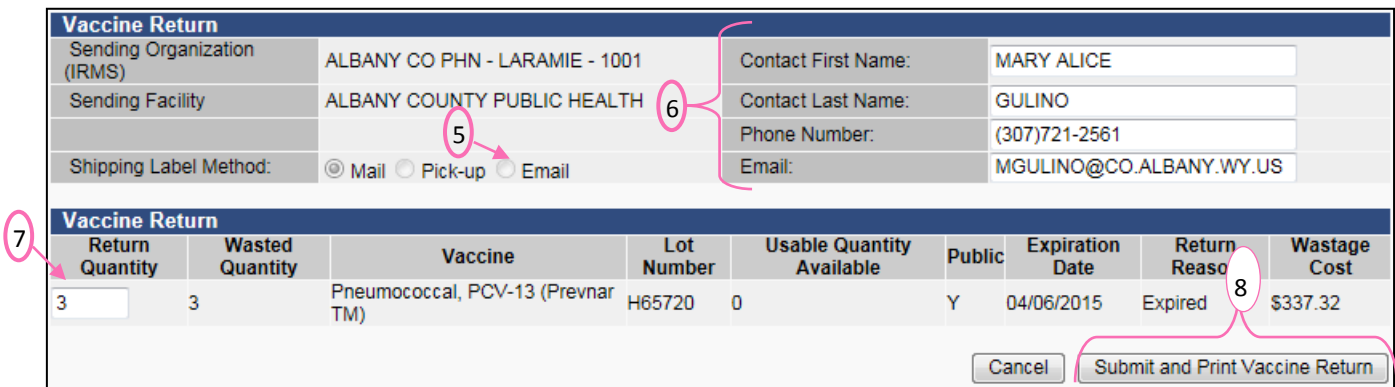 Vaccine Return
Sending Organization (IRMS)
ALBANY CO PHN - LARAMIE - 1001
Contact First Name:
MARY ALICE
Sending Facility
ALBANY COUNTY PUBLIC HEALTH
6
Contact Last Name:
GULINO
5
Phone Number:
(307)721-2561
Shipping Label Method:
Mail Pick-up Email
Email:
MGULINO@CO.ALBANY.WY.US
Vaccine Return
7
Return Quantity
Wasted Quantity
Vaccine
Lot Number
Usable Quantity Available
Public
Expiration Date
Return Reaso
Wastage Cost
8
3
3
Pneumococcal, PCV-13 (Prevnar TM)
H65720
0
Y
04/06/2015
Expired
$337.32
Cancel
Submit and Print Vaccine Return